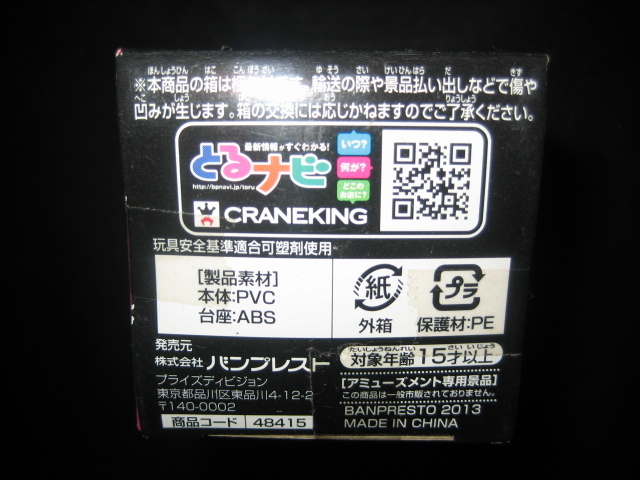 ※本商品の箱は梱包材です。輸送の際や景品払い出しなどで傷や
凹みが生じます。箱の交換には応じかねますのでご了承ください。
最新情報がすぐわかる!
とるナビ
http://bpnavi.jp/toru
いつ?
何が?
どこのお店に?
CRANEKING
玩具安全基準適合可塑剤使用
[製品素材]
本体:PVC
台座:ABS
紙
外箱
プラ
保護材:PE
発売元
株式会社 バンプレスト
プライズディビジョン
東京都品川区東品川4-12-2
〒140-0002
商品コード 48415
対象年齢 15才以上
[アミューズメント専用景品]
この商品は一般市販されておりません。
BANPRESTO 2013
MADE IN CHINA